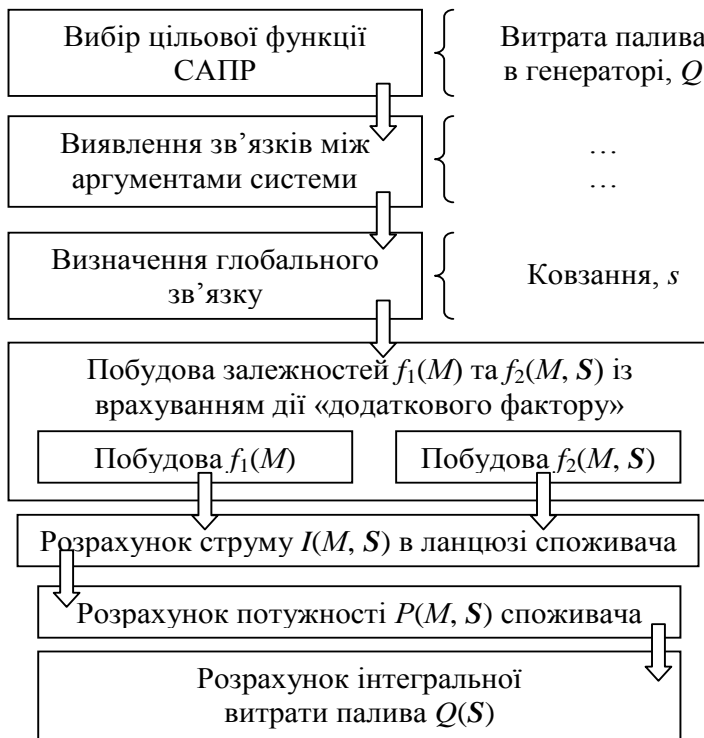 Вибір цільової функції
САПР
Витрата палива
в генераторі, Q
Виявлення зв’язків між
аргументами системи
…
…
Визначення глобального
зв’язку
Ковзання, s
Побудова залежностей f₁(M) та f₂(M, S) із
врахуванням дії «додаткового фактору»
Побудова f₁(M)
Побудова f₂(M, S)
Розрахунок струму I(M, S) в ланцюзі споживача
Розрахунок потужності P(M, S) споживача
Розрахунок інтегральної
витрати палива Q(S)